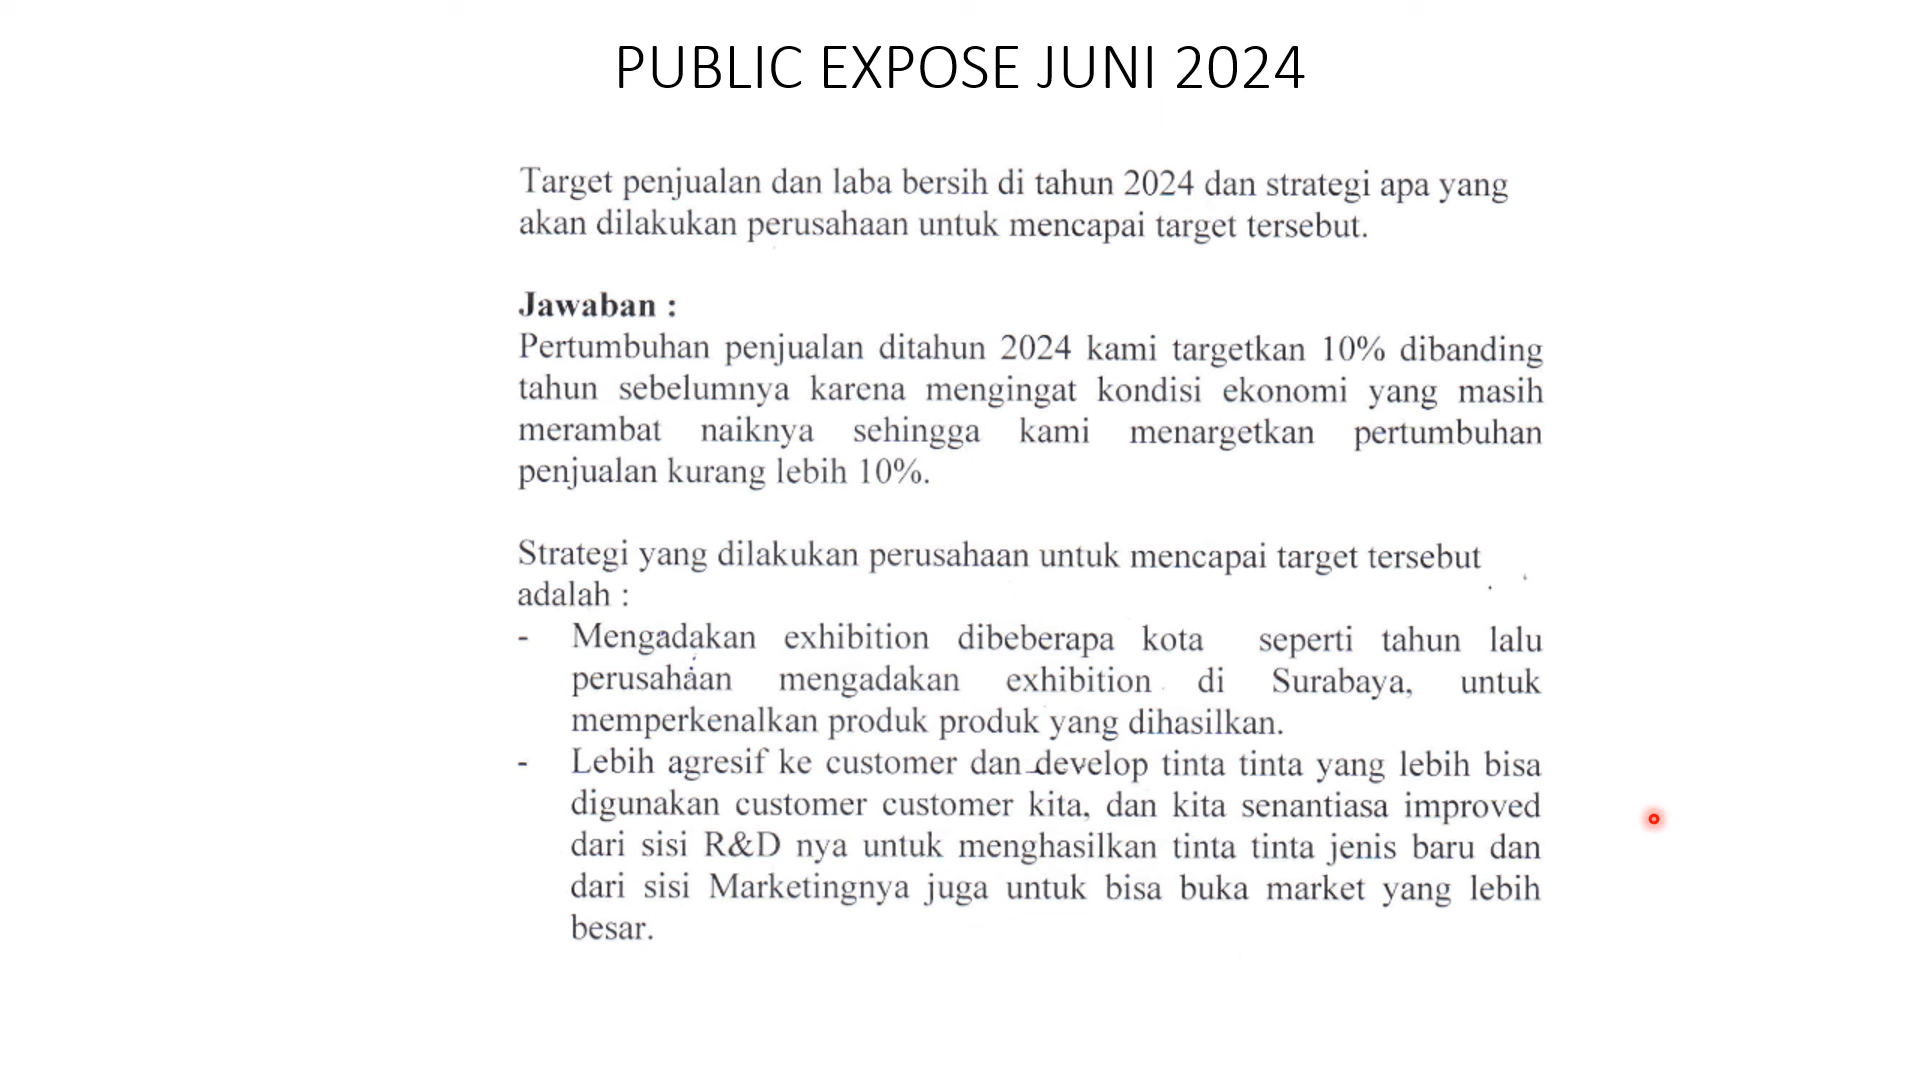 PUBLIC EXPOSE JUNI 2024
Target penjualan dan laba bersih di tahun 2024 dan strategi apa yang
akan dilakukan perusahaan untuk mencapai target tersebut.
Jawaban :
Pertumbuhan penjualan ditahun 2024 kami targetkan 10% dibanding
tahun sebelumnya karena mengingat kondisi ekonomi yang masih
merambat naiknya sehingga kami menargetkan pertumbuhan
penjualan kurang lebih 10%.
Strategi yang dilakukan perusahaan untuk mencapai target tersebut
adalah :
- Mengadakan exhibition dibeberapa kota seperti tahun lalu
perusahaan mengadakan exhibition di Surabaya, untuk
memperkenalkan produk produk yang dihasilkan.
- Lebih agresif ke customer dan develop tinta tinta yang lebih bisa
digunakan customer customer kita, dan kita senantiasa improved
dari sisi R&D nya untuk menghasilkan tinta tinta jenis baru dan
dari sisi Marketingnya juga untuk bisa buka market yang lebih
besar.